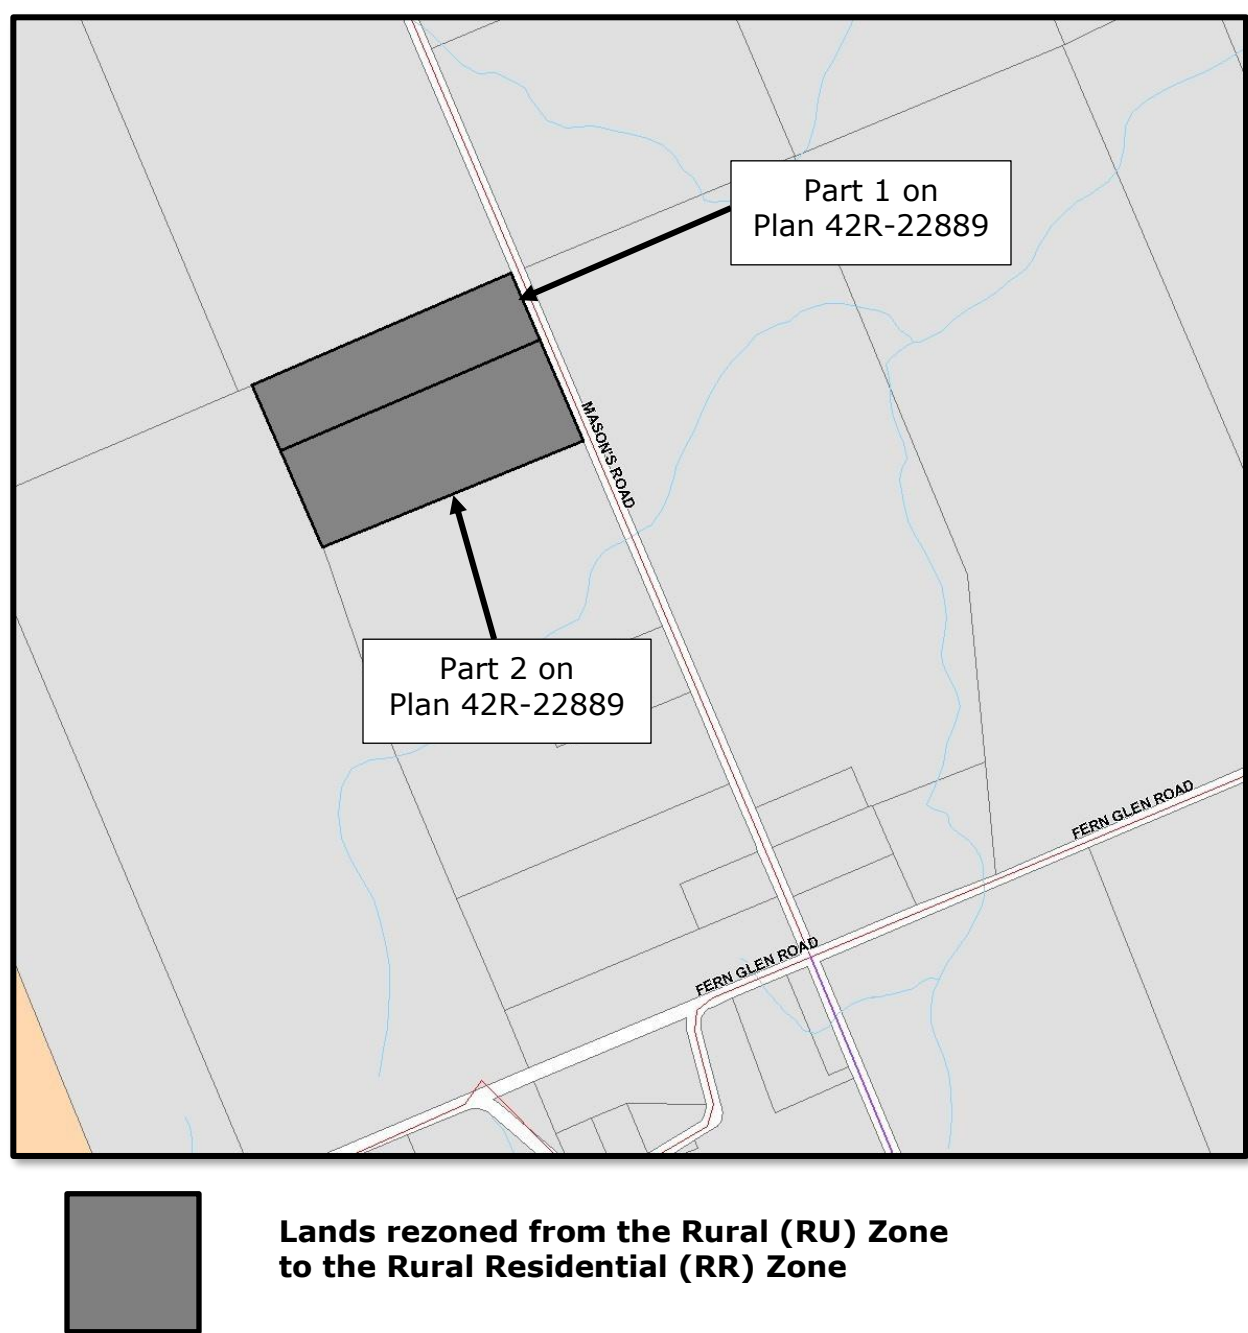 Part 1 on
Plan 42R-22889
MASON'S ROAD
Part 2 on
Plan 42R-22889
FERN GLEN ROAD
FERN GLEN ROAD
Lands rezoned from the Rural (RU) Zone
to the Rural Residential (RR) Zone